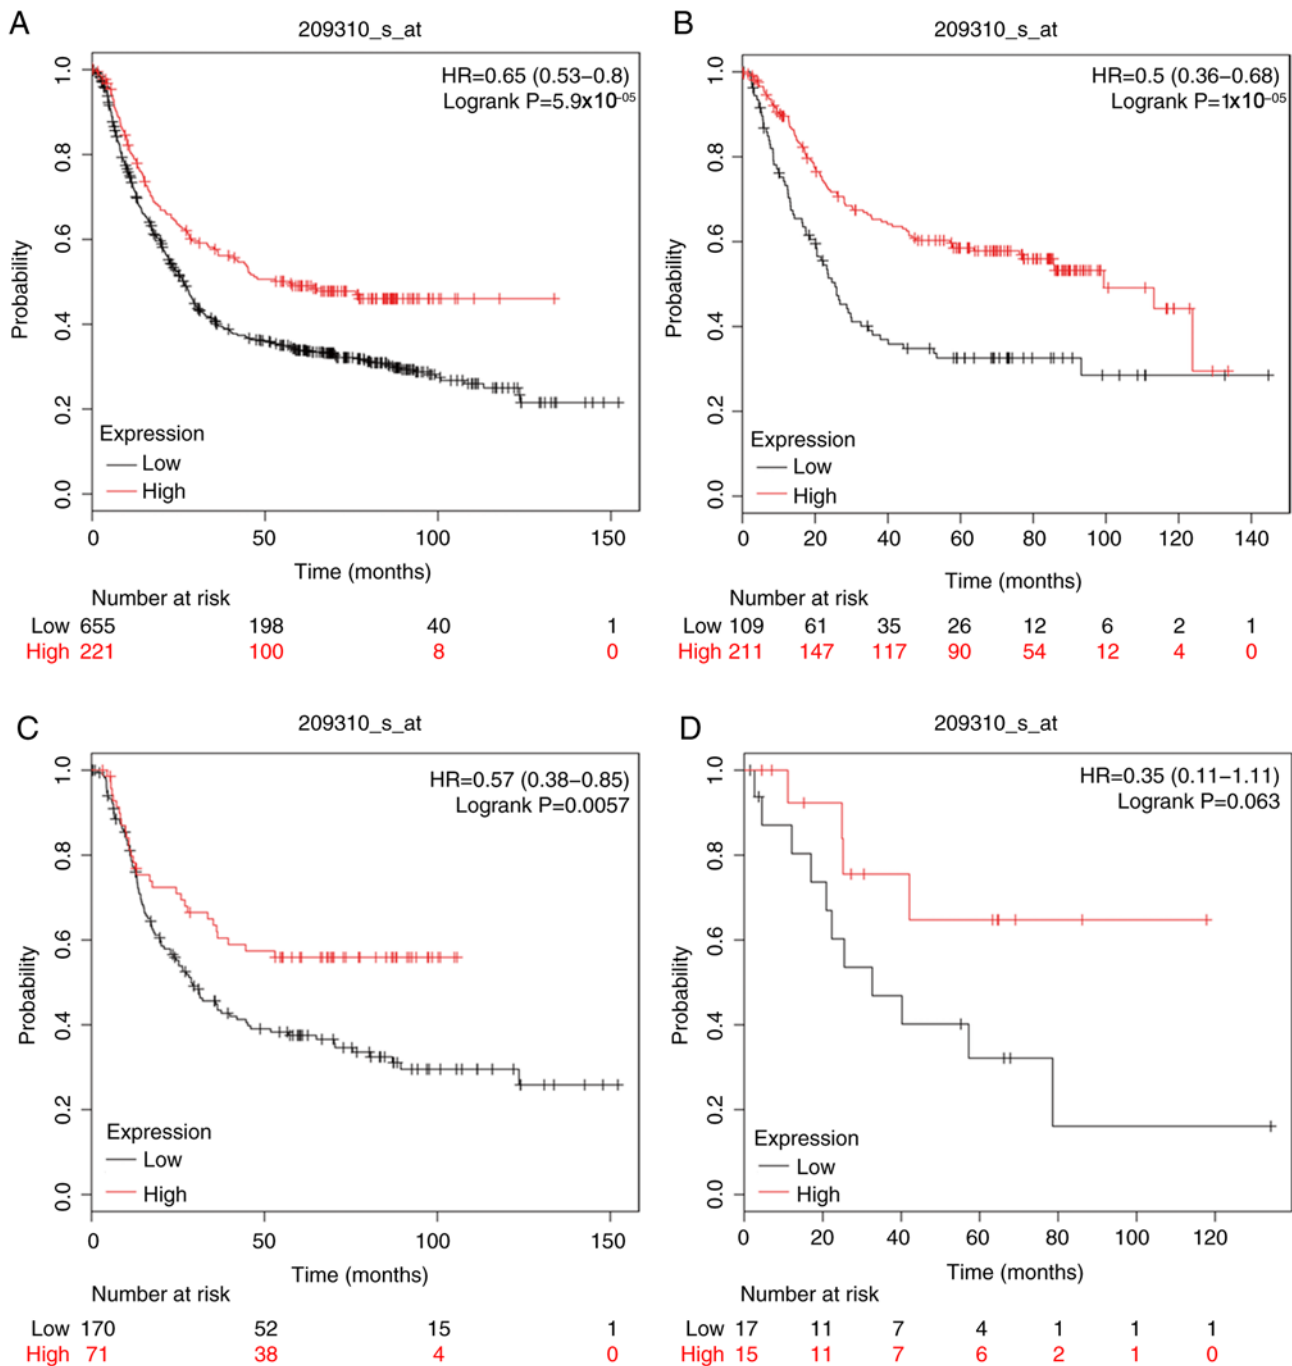 A
209310_s_at
HR=0.65 (0.53–0.8)
Logrank P=5.9x10⁻⁰⁵
1.0
0.8
0.6
0.4
0.2
0.0
Probability
Expression
Low
High
0 50 100 150
Time (months)
Number at risk
Low 655 198 40 1
High 221 100 8 0
B
209310_s_at
HR=0.5 (0.36–0.68)
Logrank P=1x10⁻⁰⁵
1.0
0.8
0.6
0.4
0.2
0.0
Probability
Expression
Low
High
0 20 40 60 80 100 120 140
Time (months)
Number at risk
Low 109 61 35 26 12 6 2 1
High 211 147 117 90 54 12 4 0
C
209310_s_at
HR=0.57 (0.38–0.85)
Logrank P=0.0057
1.0
0.8
0.6
0.4
0.2
0.0
Probability
Expression
Low
High
0 50 100 150
Time (months)
Number at risk
Low 170 52 15 1
High 71 38 4 0
D
209310_s_at
HR=0.35 (0.11–1.11)
Logrank P=0.063
1.0
0.8
0.6
0.4
0.2
0.0
Probability
Expression
Low
High
0 20 40 60 80 100 120
Time (months)
Number at risk
Low 17 11 7 4 1 1 1
High 15 11 7 6 2 1 0